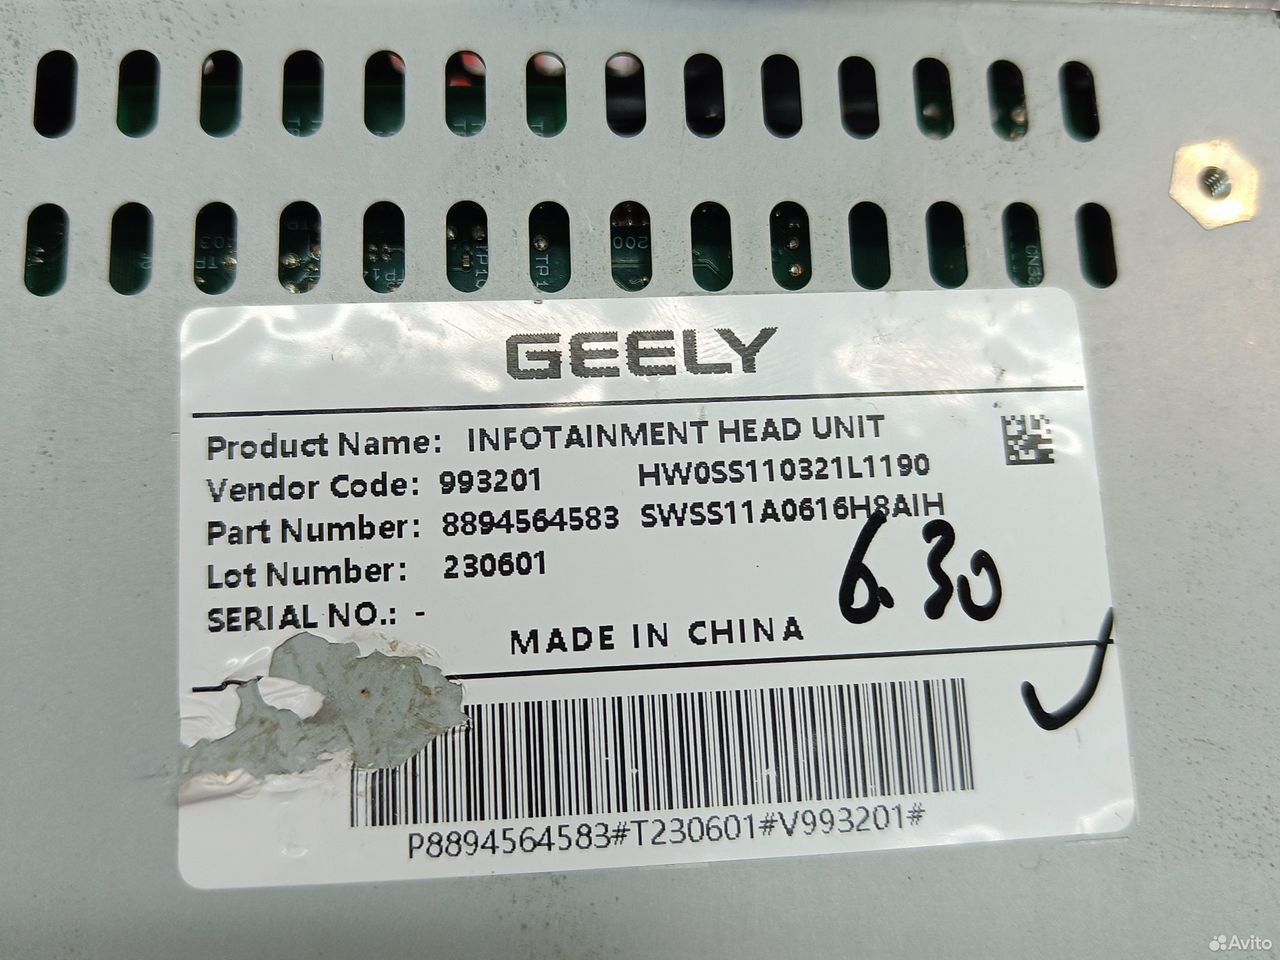 GEELY
Product Name: INFOTAINMENT HEAD UNIT
Vendor Code: 993201 HW0SS110321L1190
Part Number: 8894564583 SWSS11A0616H8AIH
Lot Number: 230601
SERIAL NO.: -
6.30
MADE IN CHINA
P8894564583#T230601#V993201#
Avito